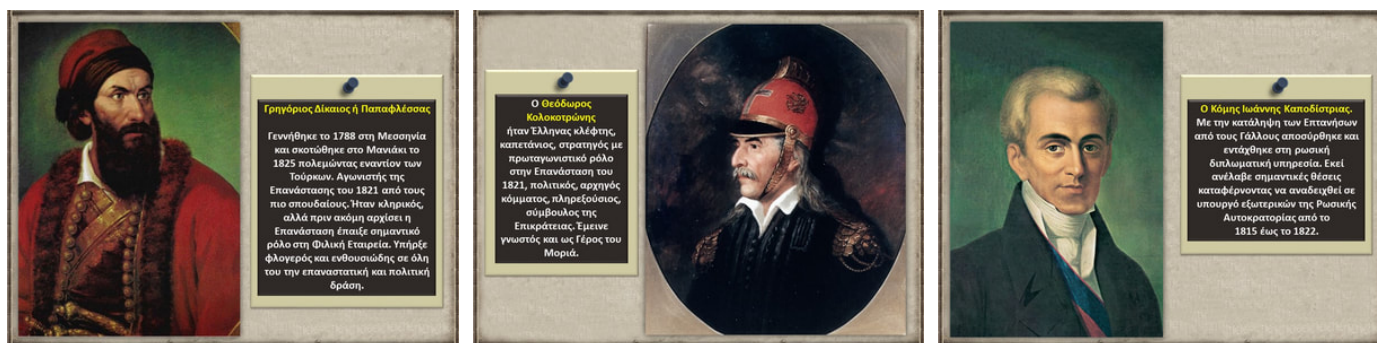 Γρηγόριος Δίκαιος ή Παπαφλέσσας
Γεννήθηκε το 1788 στη Μεσσηνία
και σκοτώθηκε στο Μανιάκι το
1825 πολεμώντας εναντίον των
Τούρκων. Αγωνιστής της
Επανάστασης του 1821 από τους
πιο σπουδαίους. Ήταν κληρικός,
αλλά πριν ακόμη αρχίσει η
Επανάσταση έπαιξε σημαντικό
ρόλο στη Φιλική Εταιρεία. Υπήρξε
φλογερός και ενθουσιώδης σε όλη
του την επαναστατική και πολιτική
δράση.
Ο Θεόδωρος
Κολοκοτρώνης
ήταν Έλληνας κλέφτης,
καπετάνιος, στρατηγός με
πρωταγωνιστικό ρόλο
στην Επανάσταση του
1821, πολιτικός, αρχηγός
κόμματος, πληρεξούσιος,
σύμβουλος της
Επικράτειας. Έμεινε
γνωστός και ως Γέρος του
Μοριά.
Ο Κόμης Ιωάννης Καποδίστριας.
Με την κατάληψη των Επτανήσων
από τους Γάλλους αποσύρθηκε και
εντάχθηκε στη ρωσική
διπλωματική υπηρεσία. Εκεί
ανέλαβε σημαντικές θέσεις
καταφέρνοντας να αναδειχθεί σε
υπουργό εξωτερικών της Ρωσικής
Αυτοκρατορίας από το
1815 έως το 1822.